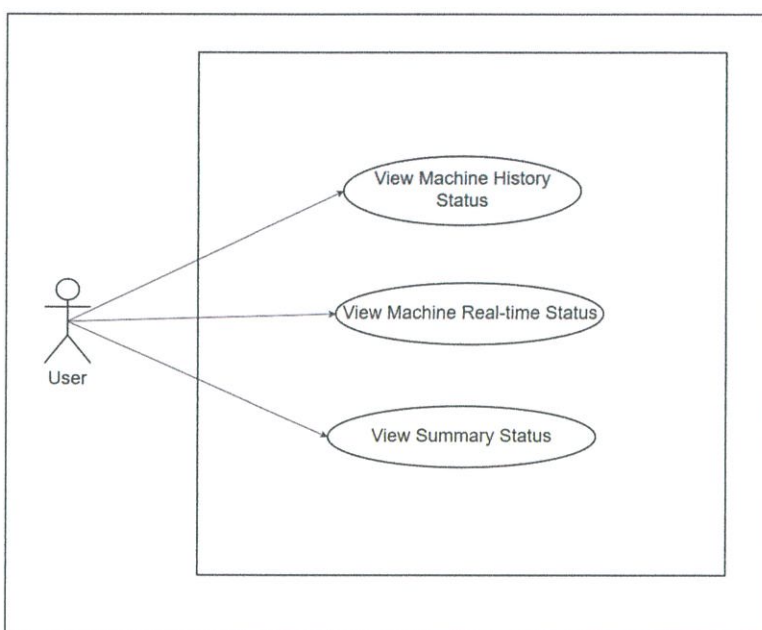 View Machine History
Status
View Machine Real-time Status
User
View Summary Status